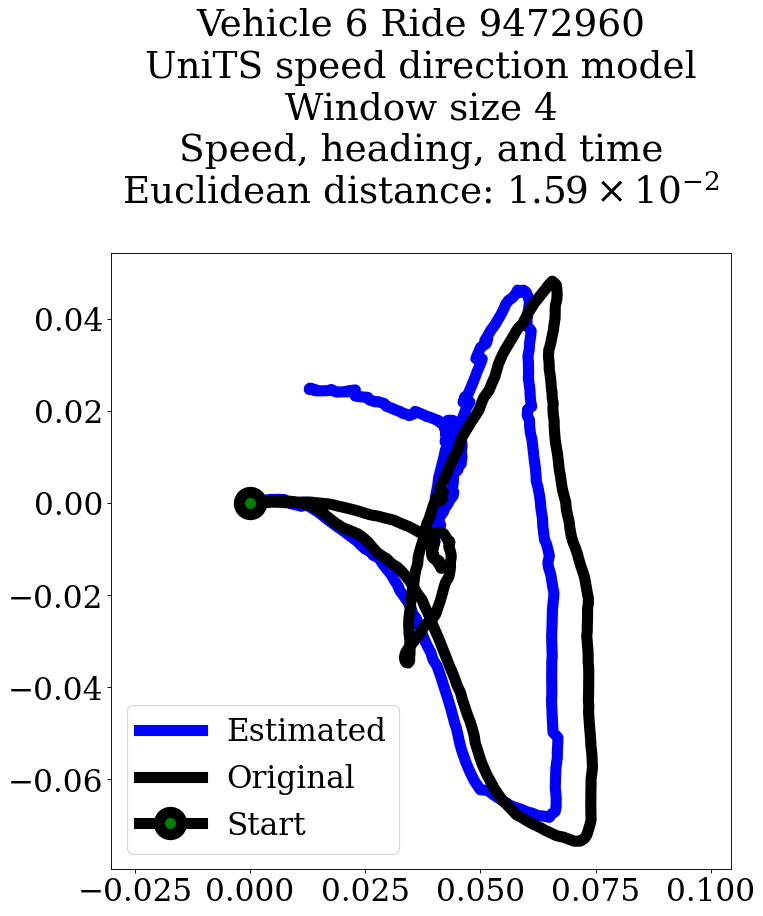 Vehicle 6 Ride 9472960
UniTS speed direction model
Window size 4
Speed, heading, and time
Euclidean distance: 1.59 × 10⁻²
0.04
0.02
0.00
−0.02
−0.04
−0.06
Estimated
Original
Start
−0.025 0.000 0.025 0.050 0.075 0.100